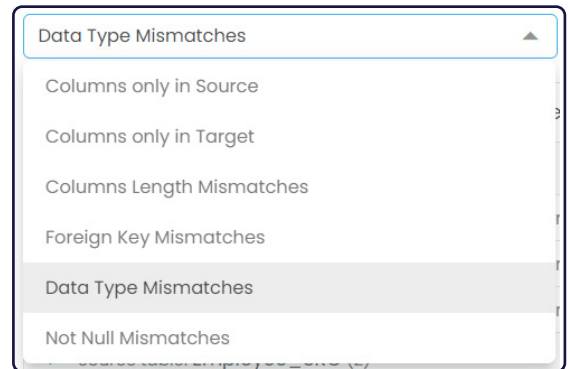 Data Type Mismatches
Columns only in Source
Columns only in Target
Columns Length Mismatches
Foreign Key Mismatches
Data Type Mismatches
Not Null Mismatches